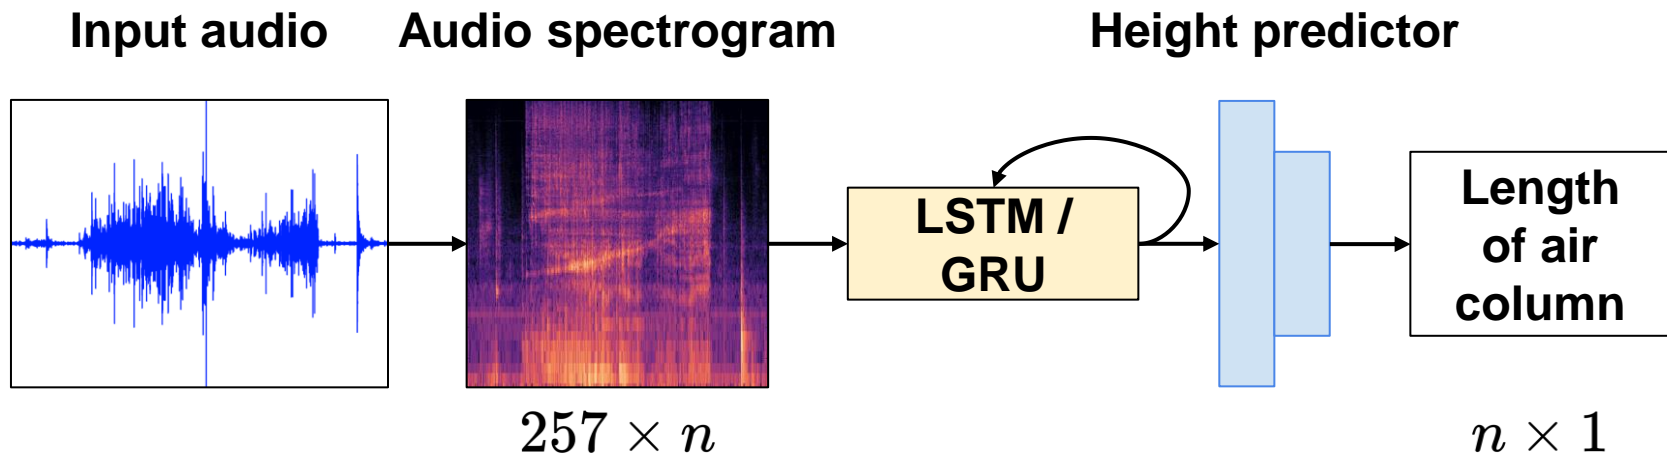 Input audio
Audio spectrogram
Height predictor
LSTM /
GRU
Length
of air
column
257 × n
n × 1